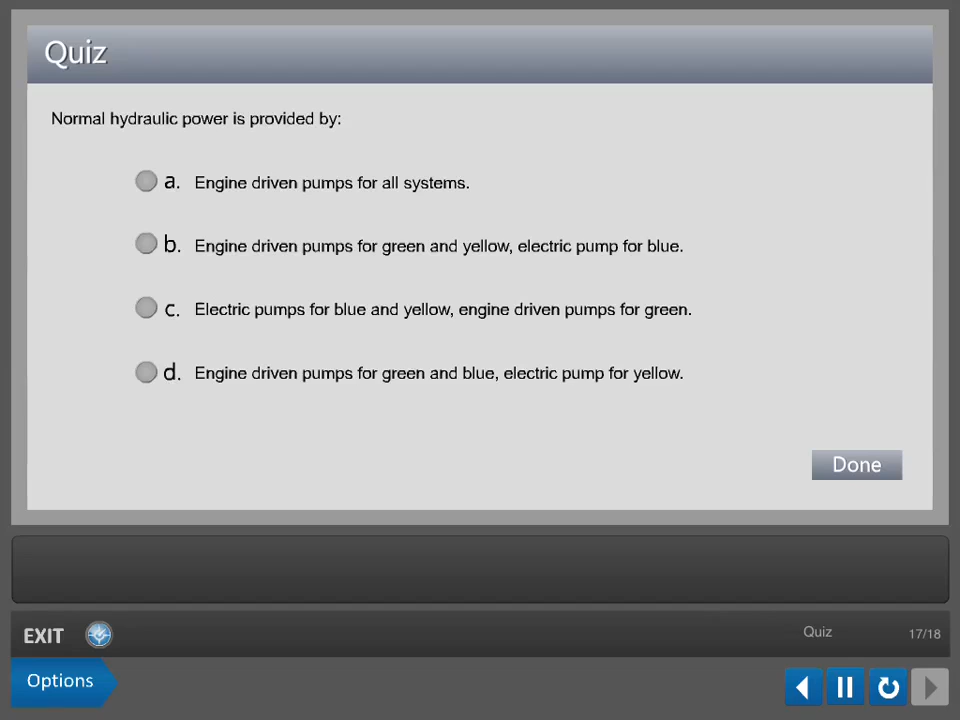 Quiz
Normal hydraulic power is provided by:
a. Engine driven pumps for all systems.
b. Engine driven pumps for green and yellow, electric pump for blue.
c. Electric pumps for blue and yellow, engine driven pumps for green.
d. Engine driven pumps for green and blue, electric pump for yellow.
Done
EXIT
Quiz
17/18
Options